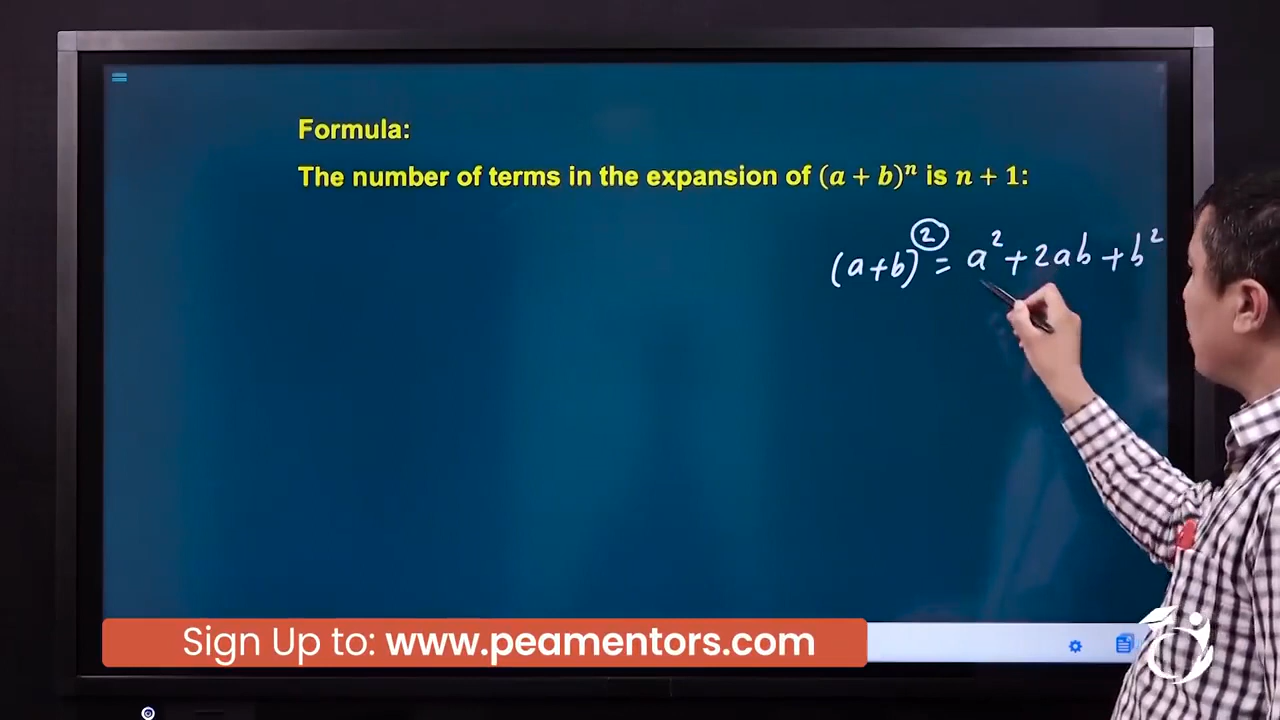 Formula:
The number of terms in the expansion of (a + b)ⁿ is n + 1:
(a+b)² = a² + 2ab + b²
Sign Up to: www.peamentors.com